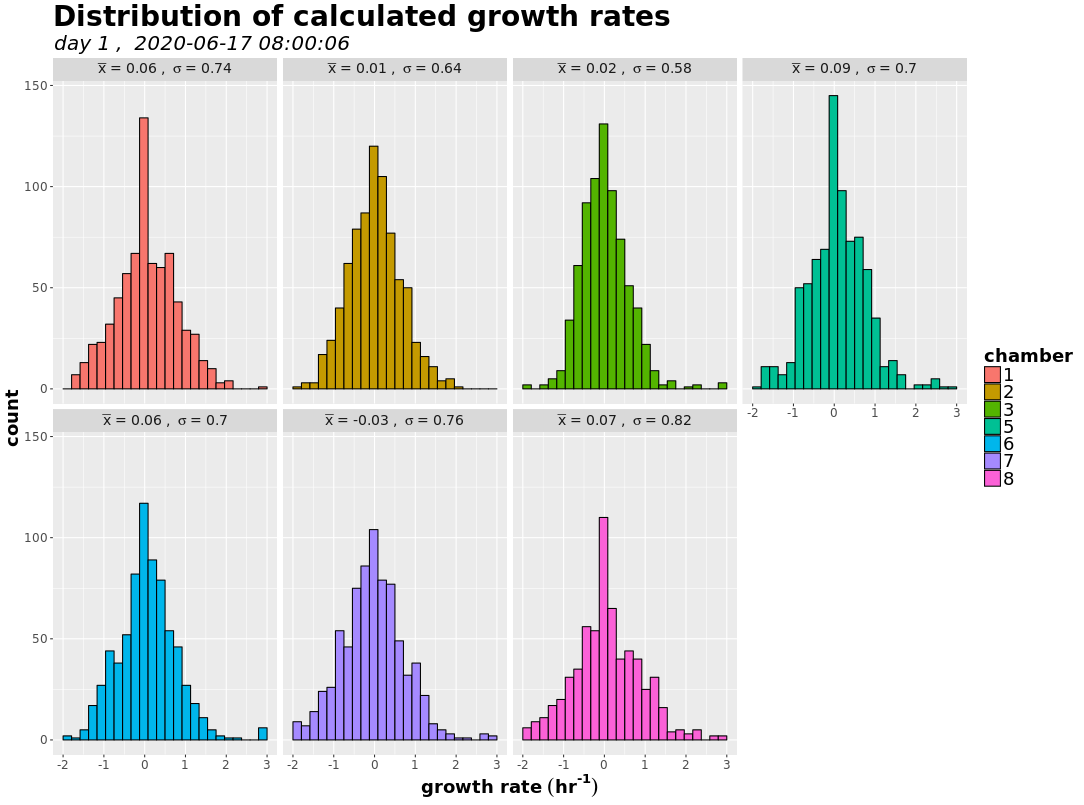 Distribution of calculated growth rates
day 1 ,  2020-06-17 08:00:06
x̅ = 0.06 ,  σ = 0.74
x̅ = 0.01 ,  σ = 0.64
x̅ = 0.02 ,  σ = 0.58
x̅ = 0.09 ,  σ = 0.7
150
100
50
0
-2 -1 0 1 2 3
x̅ = 0.06 ,  σ = 0.7
x̅ = -0.03 ,  σ = 0.76
x̅ = 0.07 ,  σ = 0.82
150
100
50
0
-2 -1 0 1 2 3
-2 -1 0 1 2 3
-2 -1 0 1 2 3
count
growth rate (hr⁻¹)
chamber
1
2
3
5
6
7
8